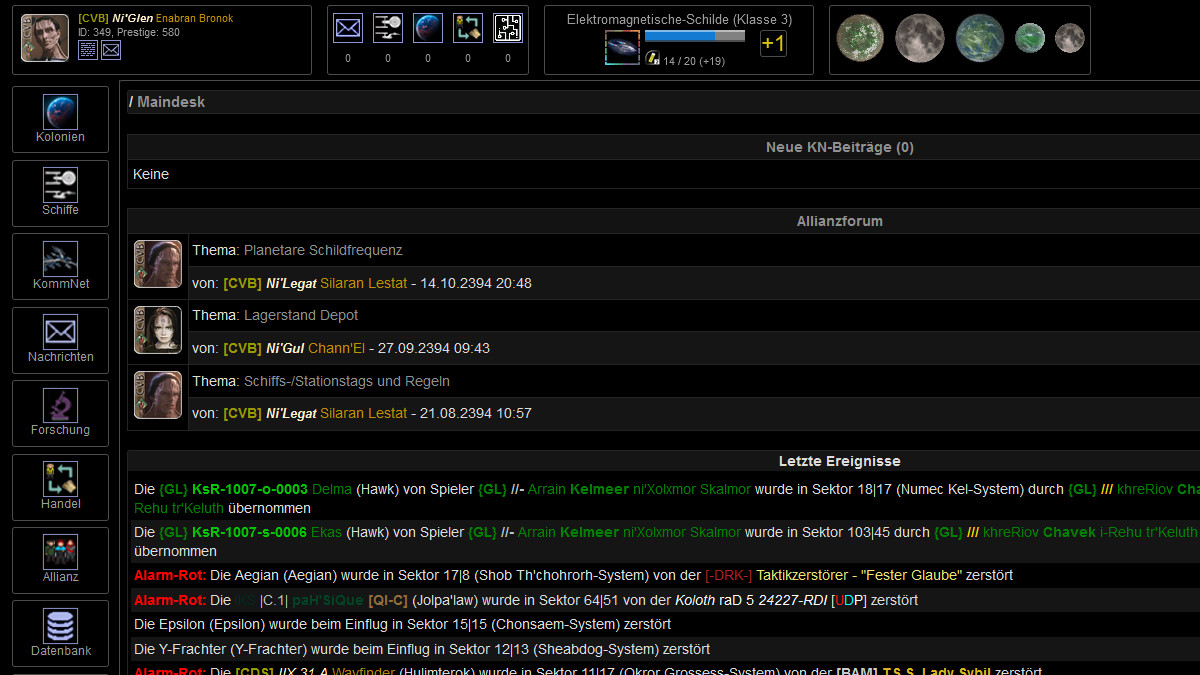 [CVB] Ni'Glen Enabran Bronok
ID: 349, Prestige: 580
0 0 0 0 0
Elektromagnetische-Schilde (Klasse 3)
+1
14 / 20 (+19)
/ Maindesk
Kolonien
Schiffe
KommNet
Nachrichten
Forschung
Handel
Allianz
Datenbank
Neue KN-Beiträge (0)
Keine
Allianzforum
Thema: Planetare Schildfrequenz
von: [CVB] Ni'Legat Silaran Lestat - 14.10.2394 20:48
Thema: Lagerstand Depot
von: [CVB] Ni'Gul Chann'El - 27.09.2394 09:43
Thema: Schiffs-/Stationstags und Regeln
von: [CVB] Ni'Legat Silaran Lestat - 21.08.2394 10:57
Letzte Ereignisse
Die {GL} KsR-1007-o-0003 Delma (Hawk) von Spieler {GL} //- Arrain Kelmeer ni'Xolxmor Skalmor wurde in Sektor 18|17 (Numec Kel-System) durch {GL} /// khreRiov Cha
Rehu tr'Keluth übernommen
Die {GL} KsR-1007-s-0006 Ekas (Hawk) von Spieler {GL} //- Arrain Kelmeer ni'Xolxmor Skalmor wurde in Sektor 103|45 durch {GL} /// khreRiov Chavek i-Rehu tr'Keluth
übernommen
Alarm-Rot: Die Aegian (Aegian) wurde in Sektor 17|8 (Shob Th'chohrorh-System) von der [-DRK-] Taktikzerstörer - "Fester Glaube" zerstört
Alarm-Rot: Die |C.1| paH'SiQue [QI-C] (Jolpa'law) wurde in Sektor 64|51 von der Koloth raD 5 24227-RDI [UDP] zerstört
Die Epsilon (Epsilon) wurde beim Einflug in Sektor 15|15 (Chonsaem-System) zerstört
Die Y-Frachter (Y-Frachter) wurde beim Einflug in Sektor 12|13 (Sheabdog-System) zerstört
Alarm-Rot: Die [CDS] IIX 31 A Wayfinder (Hulimterok) wurde in Sektor 11|17 (Okror Grossess-System) von der [BAM] T.S.S. Lady Sybil zerstört